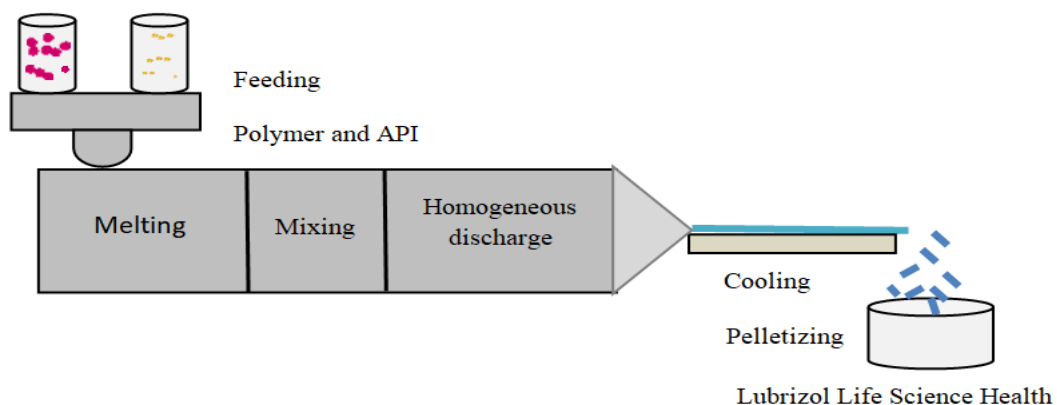 Feeding
Polymer and API
Melting
Mixing
Homogeneous
discharge
Cooling
Pelletizing
Lubrizol Life Science Health